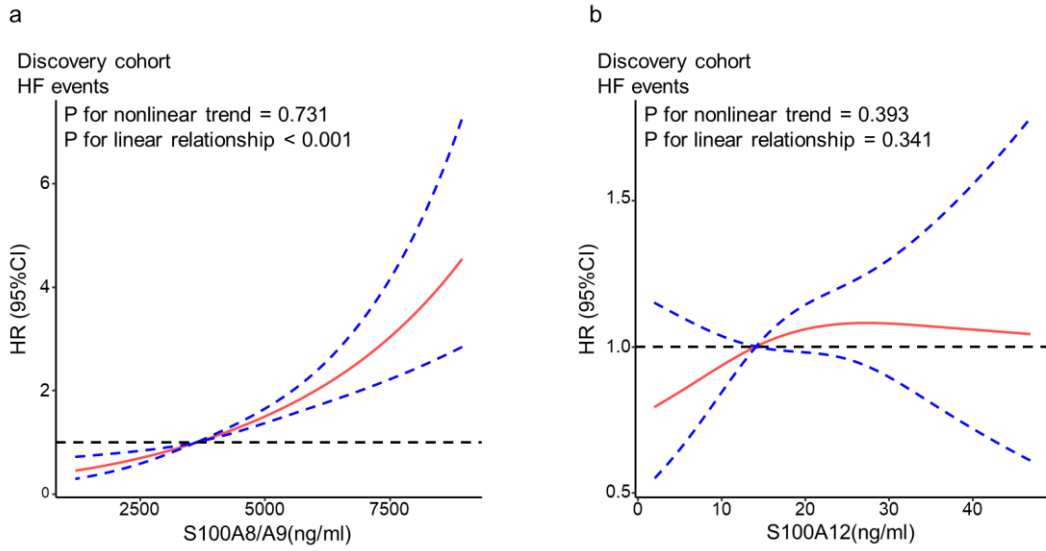 a
Discovery cohort
HF events
P for nonlinear trend = 0.731
P for linear relationship < 0.001
HR (95%CI)
6
4
2
0
2500 5000 7500
S100A8/A9(ng/ml)
b
Discovery cohort
HF events
P for nonlinear trend = 0.393
P for linear relationship = 0.341
HR (95%CI)
1.5
1.0
0.5
0 10 20 30 40
S100A12(ng/ml)